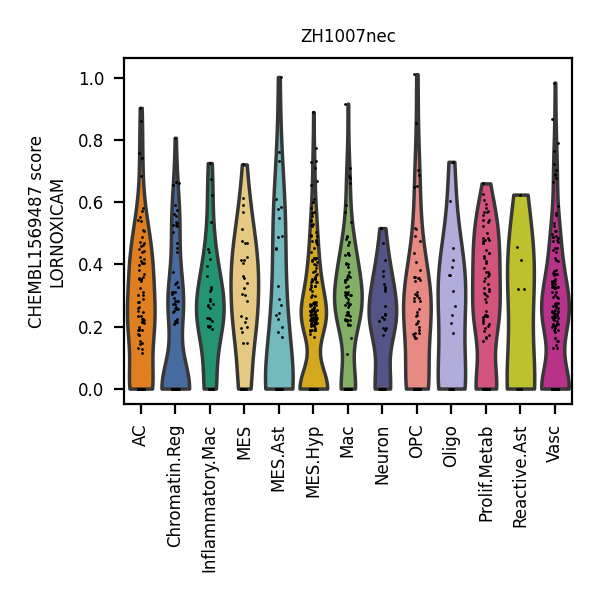 ZH1007nec
CHEMBL1569487 score
LORNOXICAM
1.0
0.8
0.6
0.4
0.2
0.0
AC
Chromatin.Reg
Inflammatory.Mac
MES
MES.Ast
MES.Hyp
Mac
Neuron
OPC
Oligo
Prolif.Metab
Reactive.Ast
Vasc